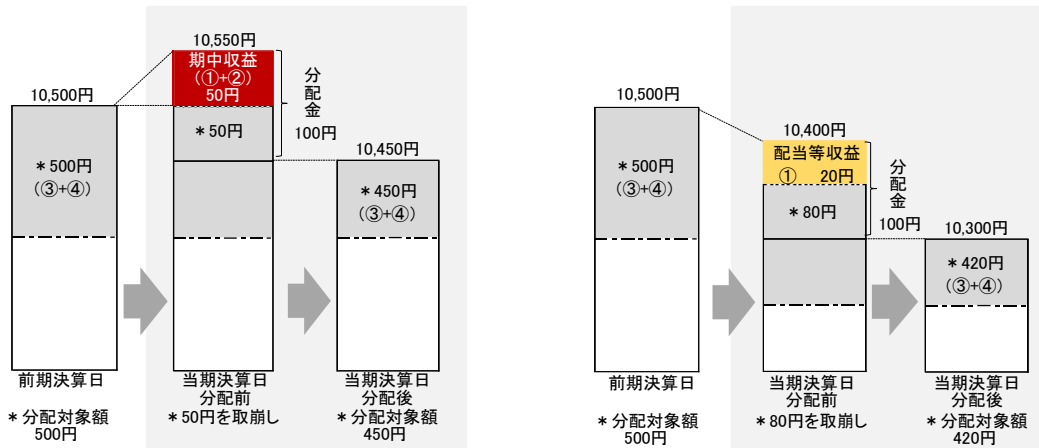 10,550円
期中収益
(①+②)
50円
分配金
10,500円
*50円
100円
10,450円
*500円
(③+④)
*450円
(③+④)
前期決算日
当期決算日
分配前
当期決算日
分配後
*分配対象額
500円
*50円を取崩し
*分配対象額
450円
10,500円
10,400円
配当等収益
① 20円
分配金
*500円
(③+④)
*80円
100円
10,300円
*420円
(③+④)
前期決算日
当期決算日
分配前
当期決算日
分配後
*分配対象額
500円
*80円を取崩し
*分配対象額
420円